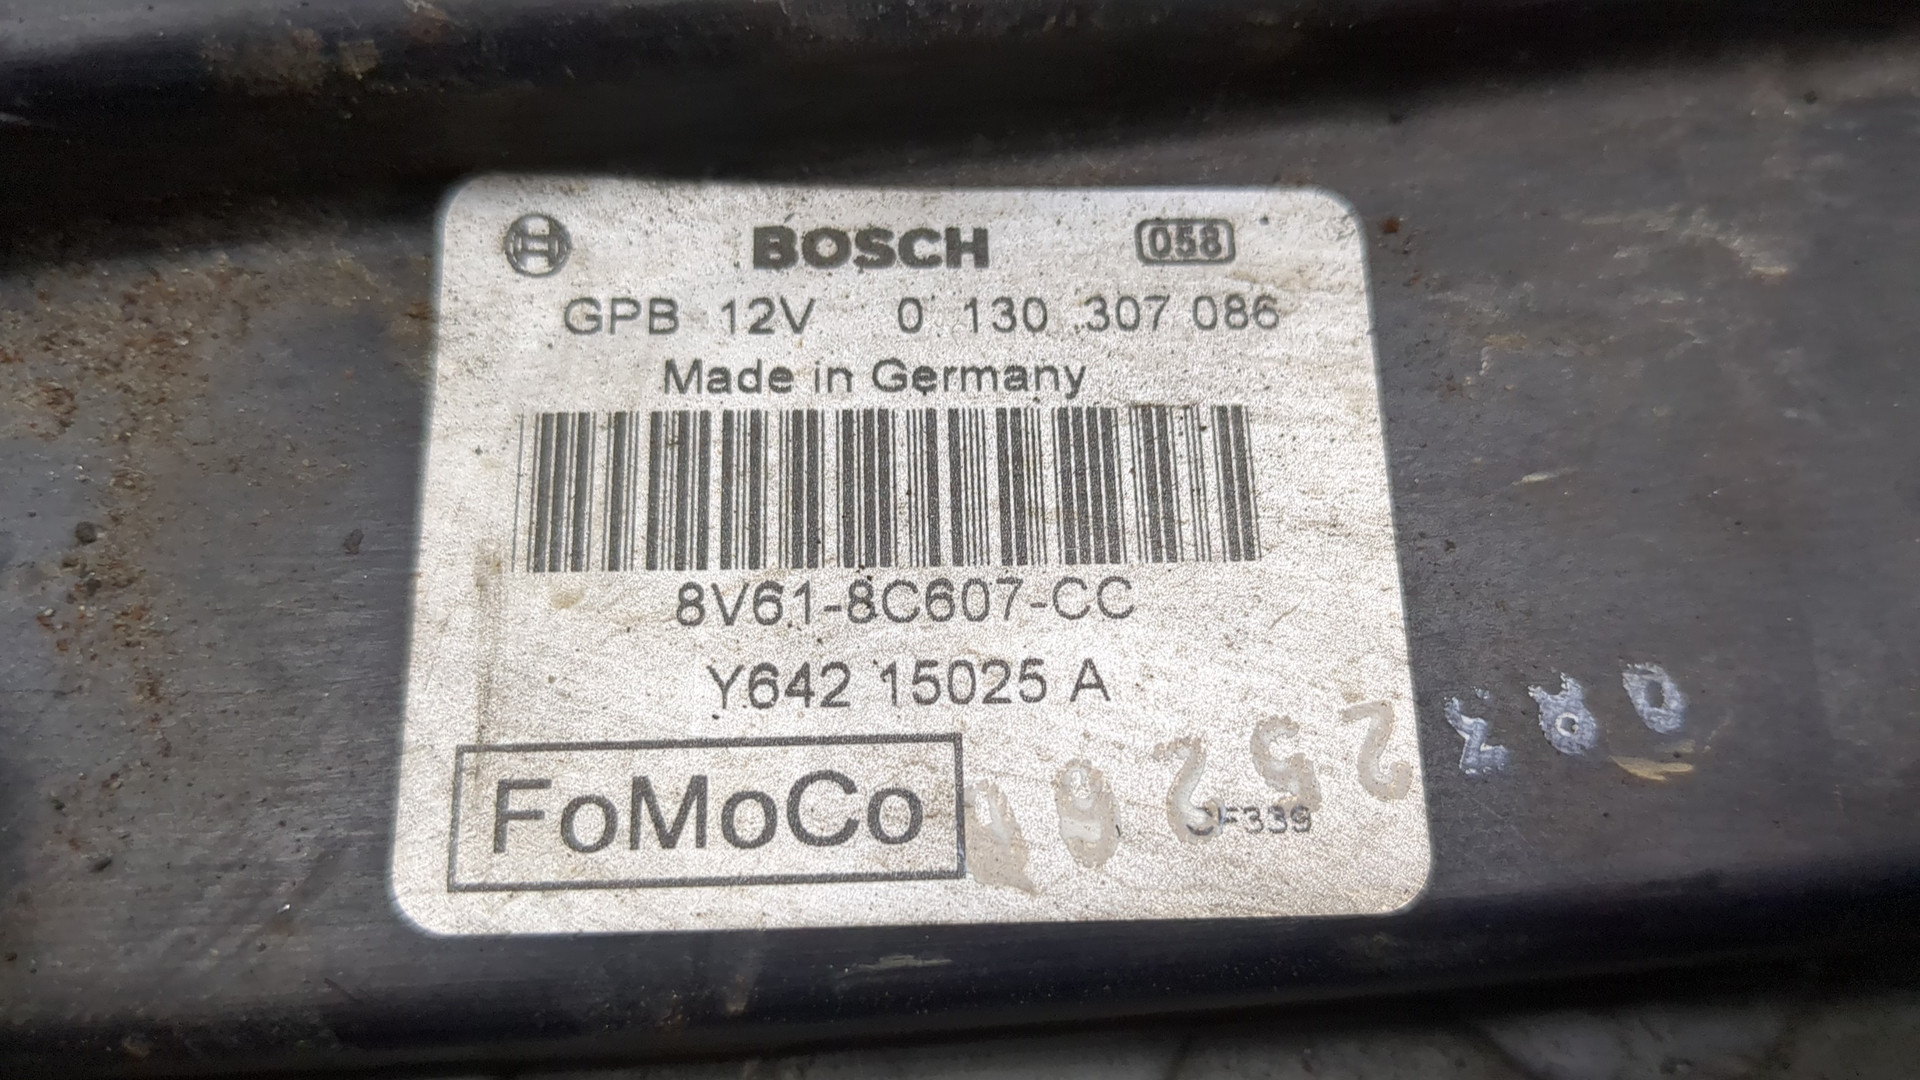 BOSCH 058
GPB 12V 0 130 307 086
Made in Germany
8V61-8C607-CC
Y642 15025 A
FoMoCo